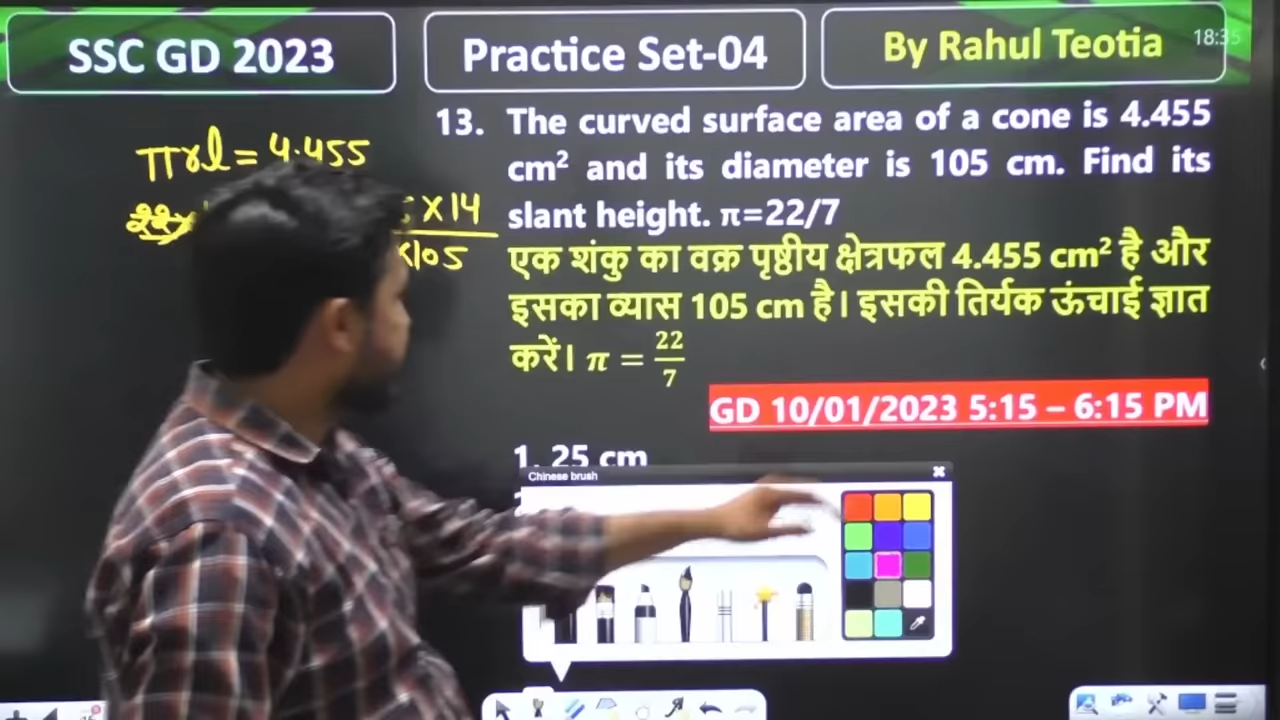 SSC GD 2023
Practice Set-04
By Rahul Teotia
18:35
πrl = 4.455
x14
x105
13. The curved surface area of a cone is 4.455
cm² and its diameter is 105 cm. Find its
slant height. π=22/7
एक शंकु का वक्र पृष्ठीय क्षेत्रफल 4.455 cm² है और
इसका व्यास 105 cm है। इसकी तिर्यक ऊंचाई ज्ञात
करें। π = 22/7
GD 10/01/2023 5:15 – 6:15 PM
1. 25 cm
Chinese brush